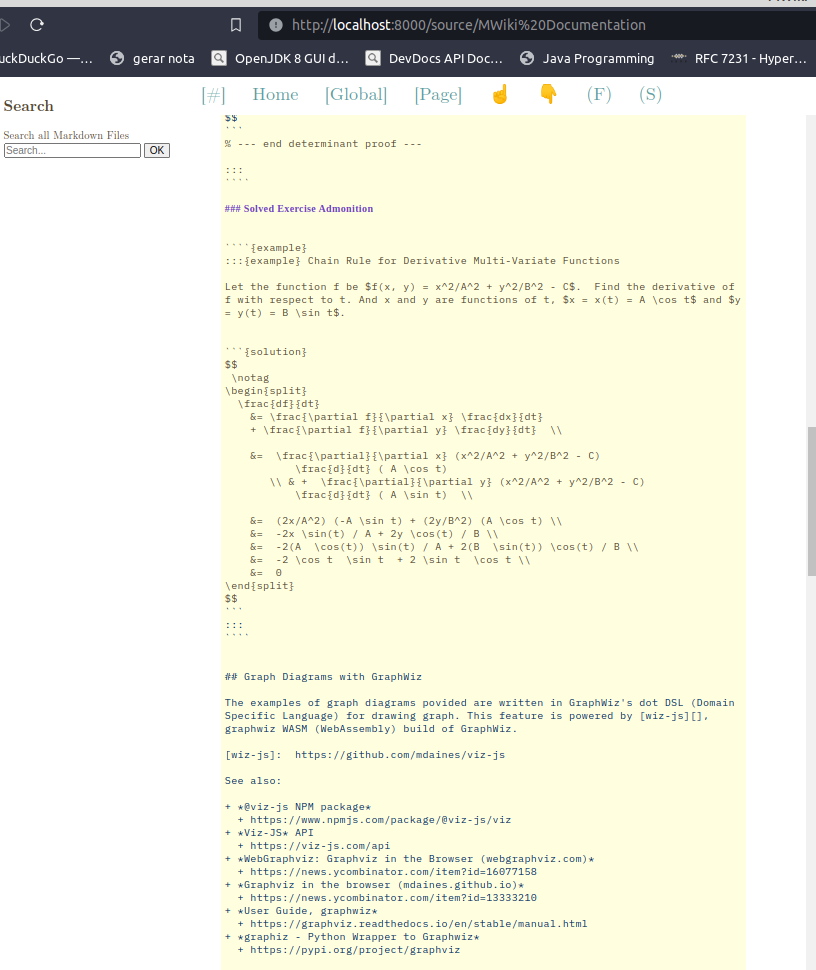 http://localhost:8000/source/MWiki%20Documentation
uckDuckGo —... gerar nota OpenJDK 8 GUI d... DevDocs API Doc... Java Programming RFC 7231 - Hyper...
[#] Home [Global] [Page] ☝ 👇 (F) (S)
Search
Search all Markdown Files
Search... OK
$$
```
% --- end determinant proof ---
:::
````
### Solved Exercise Admonition
````{example}
:::{example} Chain Rule for Derivative Multi-Variate Functions
Let the function f be $f(x, y) = x^2/A^2 + y^2/B^2 - C$.  Find the derivative of
f with respect to t. And x and y are functions of t, $x = x(t) = A \cos t$ and $y
= y(t) = B \sin t$.
```{solution}
$$
 \notag
\begin{split}
  \frac{df}{dt}
    &= \frac{\partial f}{\partial x} \frac{dx}{dt}
    + \frac{\partial f}{\partial y} \frac{dy}{dt}  \\
    &=  \frac{\partial}{\partial x} (x^2/A^2 + y^2/B^2 - C)
           \frac{d}{dt} ( A \cos t)
       \\ & +  \frac{\partial}{\partial y} (x^2/A^2 + y^2/B^2 - C)
           \frac{d}{dt} ( A \sin t)  \\
    &=  (2x/A^2) (-A \sin t) + (2y/B^2) (A \cos t) \\
    &=  -2x \sin(t) / A + 2y \cos(t) / B \\
    &=  -2(A  \cos(t)) \sin(t) / A + 2(B  \sin(t)) \cos(t) / B \\
    &=  -2 \cos t  \sin t  + 2 \sin t  \cos t \\
    &=  0
\end{split}
$$
```
:::
````
## Graph Diagrams with GraphWiz
The examples of graph diagrams povided are written in GraphWiz's dot DSL (Domain
Specific Language) for drawing graph. This feature is powered by [wiz-js][],
graphwiz WASM (WebAssembly) build of GraphWiz.
[wiz-js]:  https://github.com/mdaines/viz-js
See also:
+ *@viz-js NPM package*
  + https://www.npmjs.com/package/@viz-js/viz
+ *Viz-JS* API
  + https://viz-js.com/api
+ *WebGraphviz: Graphviz in the Browser (webgraphviz.com)*
  + https://news.ycombinator.com/item?id=16077158
+ *Graphviz in the browser (mdaines.github.io)*
  + https://news.ycombinator.com/item?id=13333210
+ *User Guide, graphwiz*
  + https://graphviz.readthedocs.io/en/stable/manual.html
+ *graphiz - Python Wrapper to Graphwiz*
  + https://pypi.org/project/graphviz